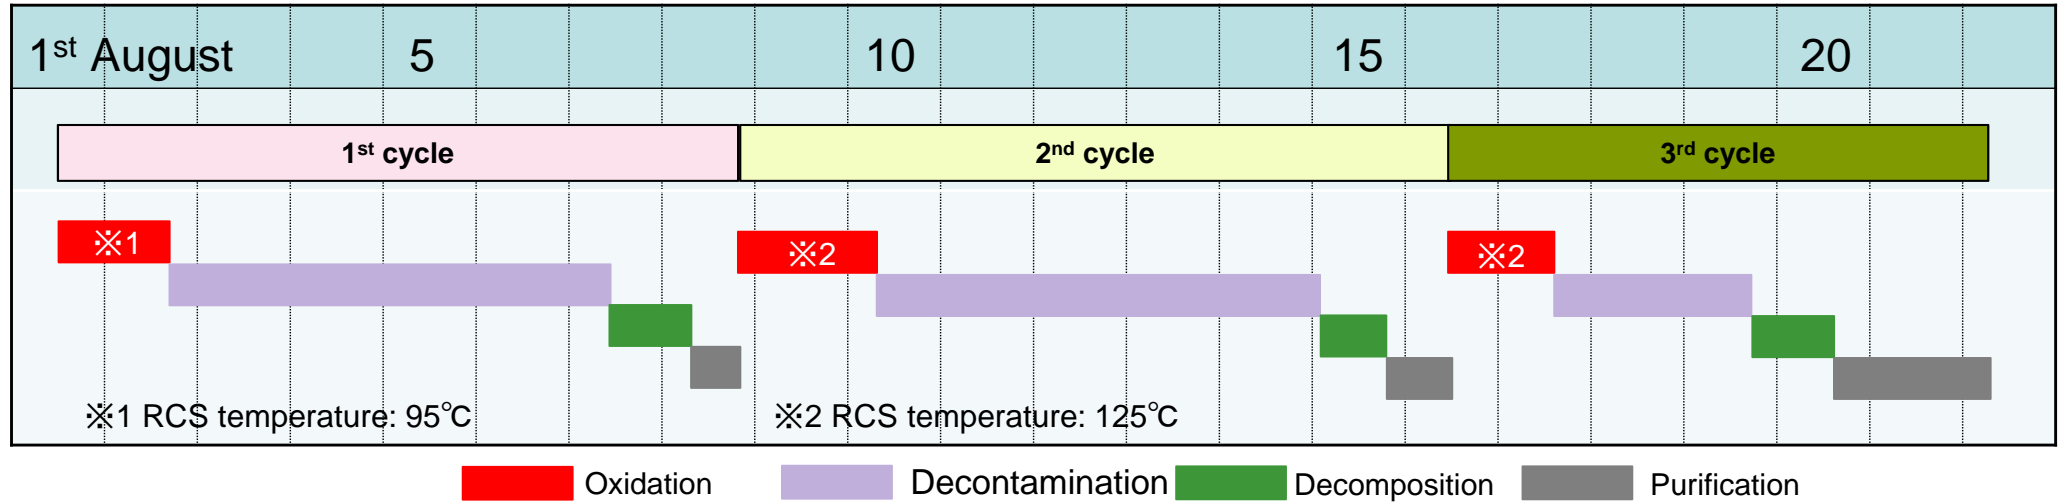 1st August 5 10 15 20
1st cycle 2nd cycle 3rd cycle
※1 ※2 ※2
※1 RCS temperature: 95℃ ※2 RCS temperature: 125℃
Oxidation Decontamination Decomposition Purification